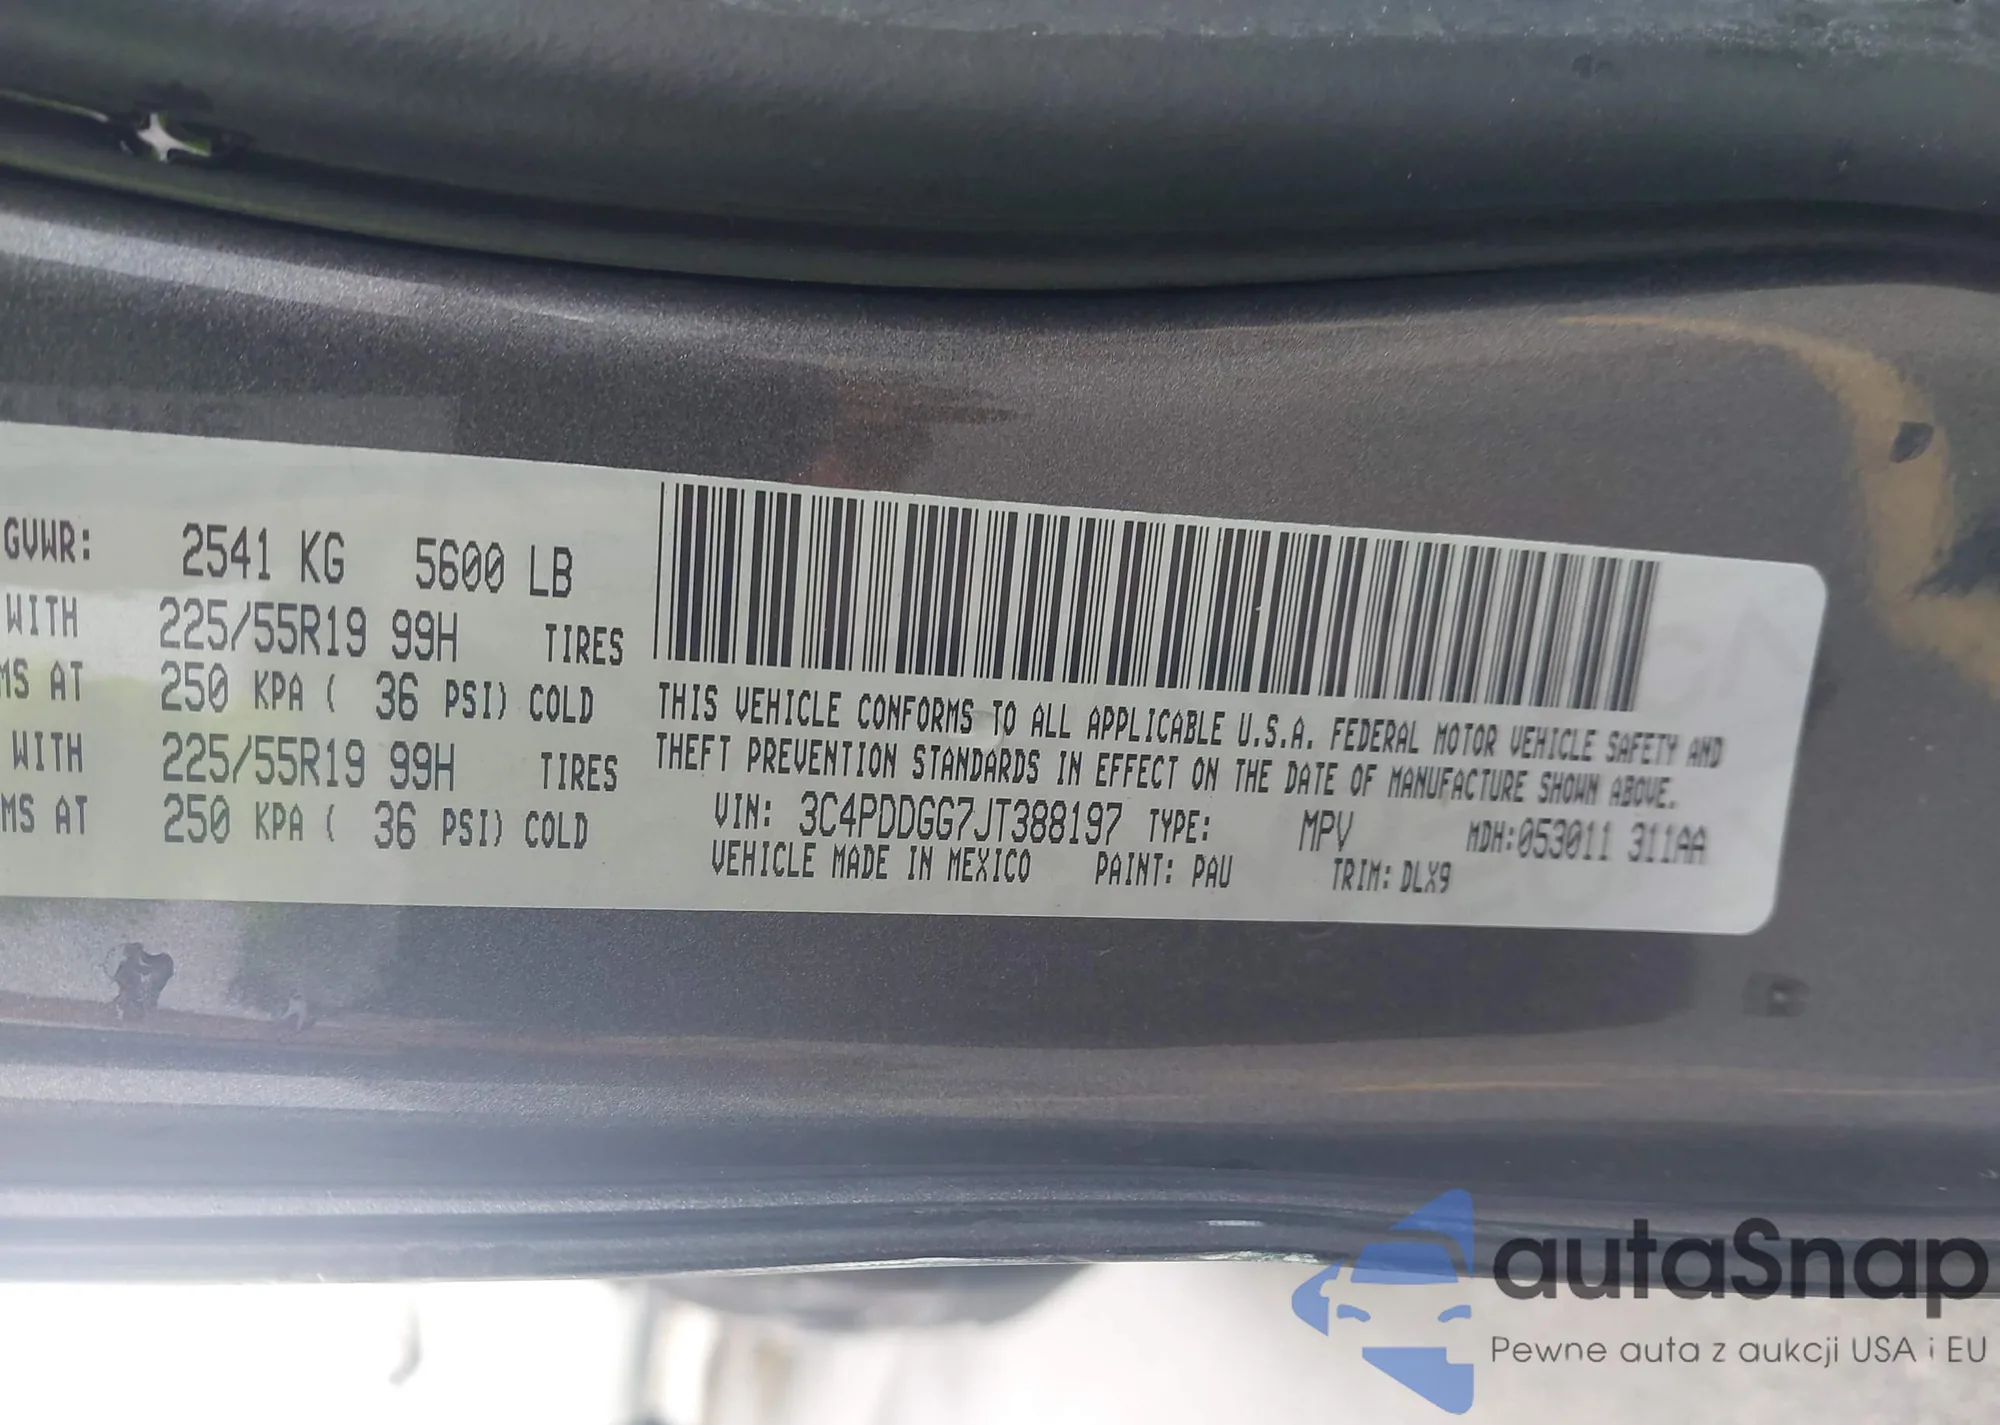 GVWR: 2541 KG 5600 LB
WITH 225/55R19 99H TIRES
MS AT 250 KPA ( 36 PSI) COLD
WITH 225/55R19 99H TIRES
MS AT 250 KPA ( 36 PSI) COLD
THIS VEHICLE CONFORMS TO ALL APPLICABLE U.S.A. FEDERAL MOTOR VEHICLE SAFETY AND
THEFT PREVENTION STANDARDS IN EFFECT ON THE DATE OF MANUFACTURE SHOWN ABOVE.
VIN: 3C4PDDGG7JT388197 TYPE: MPV MDH:053011 311AA
VEHICLE MADE IN MEXICO PAINT: PAU TRIM: DLX9
autaSnap
Pewne auta z aukcji USA i EU